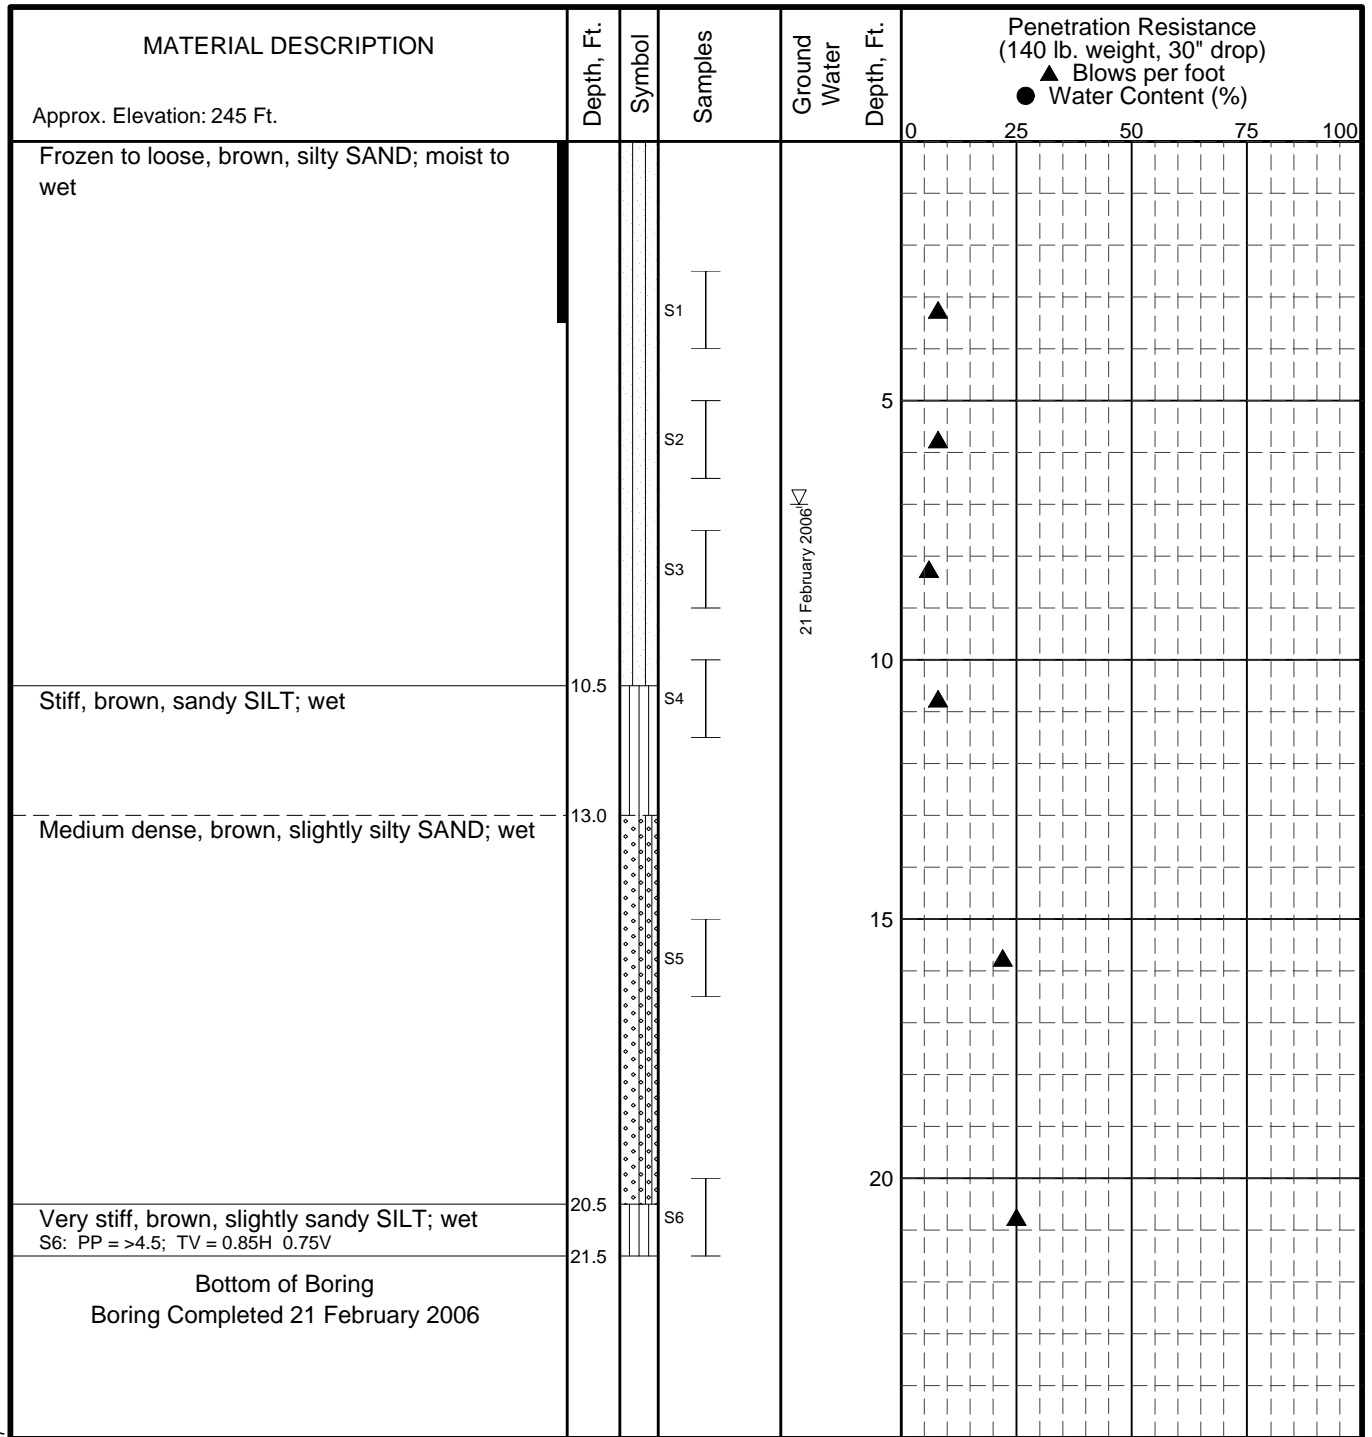 MATERIAL DESCRIPTION
Approx. Elevation: 245 Ft.
Depth, Ft.
Symbol
Samples
Ground
Water
Depth, Ft.
Penetration Resistance
(140 lb. weight, 30" drop)
▲ Blows per foot
● Water Content (%)
0 25 50 75 100
Frozen to loose, brown, silty SAND; moist to
wet
S1
5
S2
21 February 2006
S3
10
10.5
Stiff, brown, sandy SILT; wet
S4
13.0
Medium dense, brown, slightly silty SAND; wet
15
S5
20
20.5
Very stiff, brown, slightly sandy SILT; wet
S6: PP = >4.5; TV = 0.85H 0.75V
S6
21.5
Bottom of Boring
Boring Completed 21 February 2006